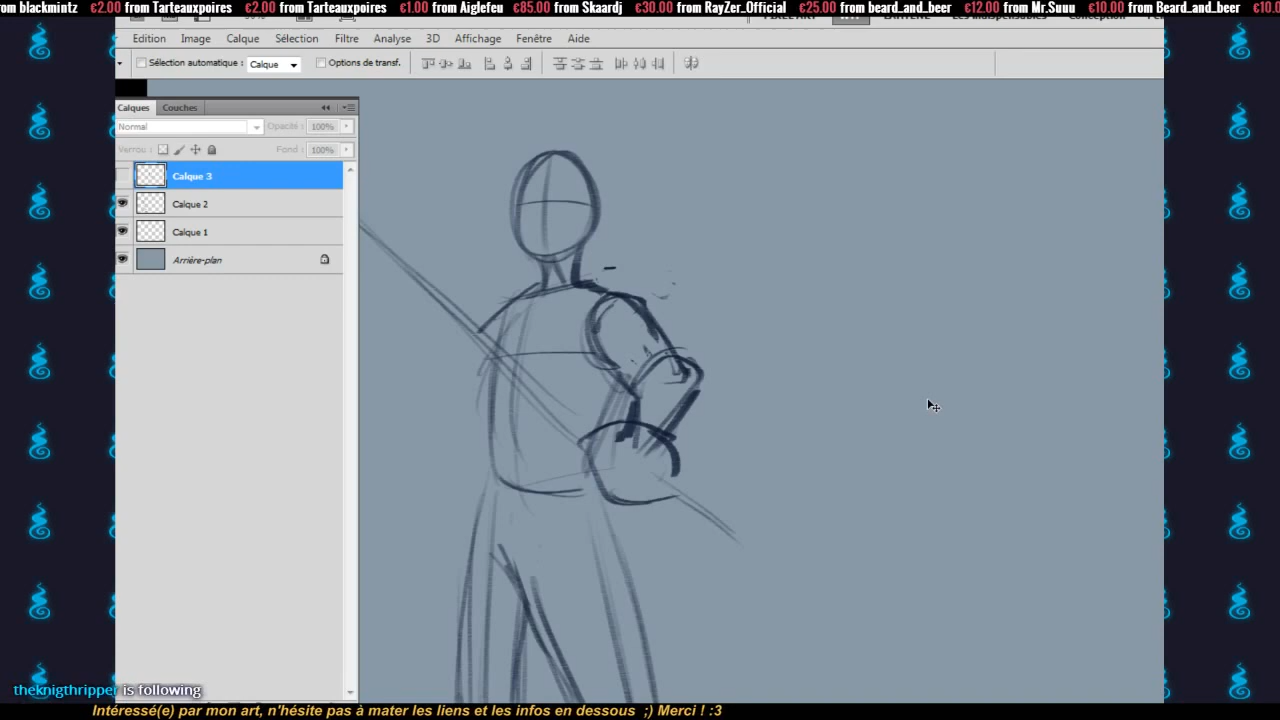 om blackmintz €2.00 from Tarteauxpoires €2.00 from Tarteauxpoires €1.00 from Aiglefeu €85.00 from Skaardj €30.00 from RayZer_Official €25.00 from beard_and_beer €12.00 from Mr.Suuu €10.00 from Beard_and_beer €10.0
Edition Image Calque Sélection Filtre Analyse 3D Affichage Fenêtre Aide
Sélection automatique : Calque Options de transf.
Calques Couches
Normal Opacité : 100%
Verrou : Fond : 100%
Calque 3
Calque 2
Calque 1
Arrière-plan
theknigthripper is following
Intéressé(e) par mon art, n'hésite pas à mater les liens et les infos en dessous ;) Merci ! :3